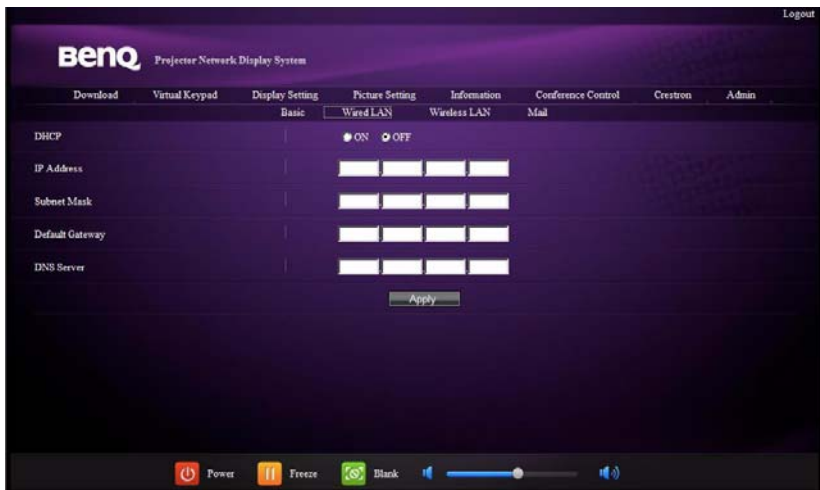 Logout
BenQ Projector Network Display System
Download Virtual Keypad Display Setting Picture Setting Information Conference Control Crestron Admin
Basic Wired LAN Wireless LAN Mail
DHCP ON OFF
IP Address
Subnet Mask
Default Gateway
DNS Server
Apply
Power Freeze Blank